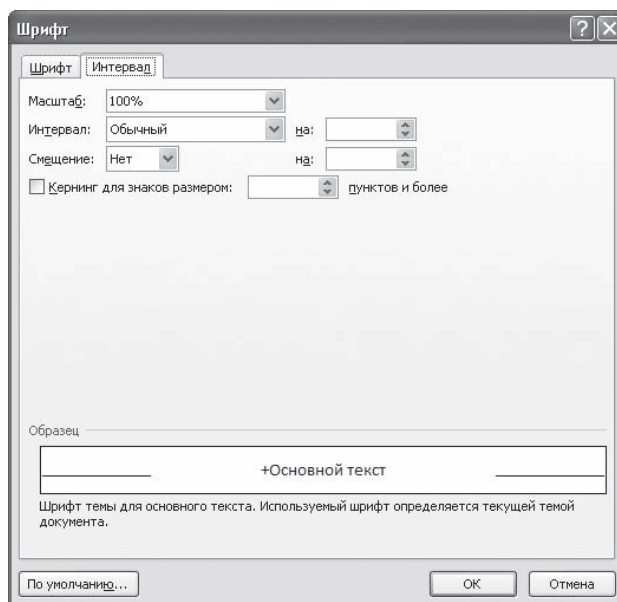 Шрифт
Шрифт Интервал
Масштаб: 100%
Интервал: Обычный на:
Смещение: Нет на:
Кернинг для знаков размером: пунктов и более
Образец
+Основной текст
Шрифт темы для основного текста. Используемый шрифт определяется текущей темой
документа.
По умолчанию... ОК Отмена